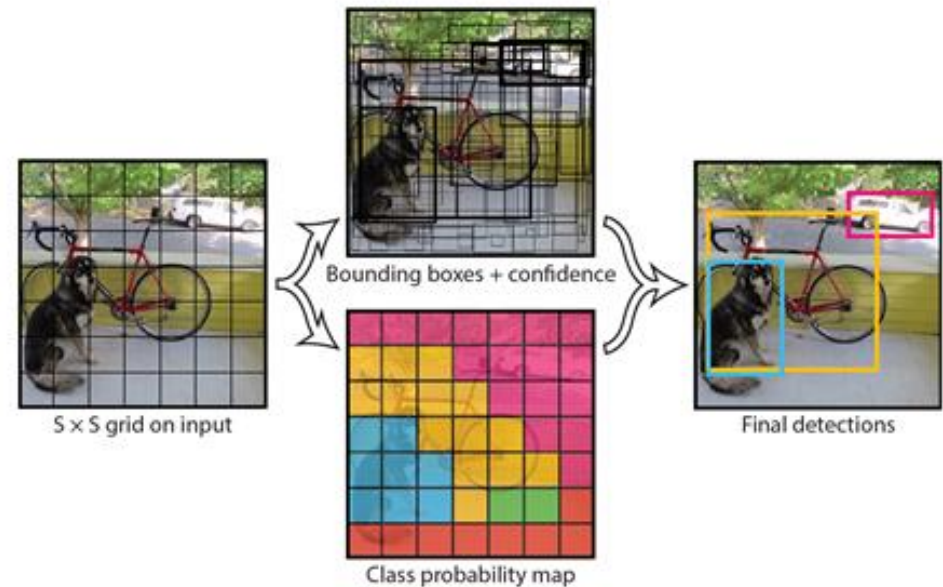 Bounding boxes + confidence
S × S grid on input
Final detections
Class probability map